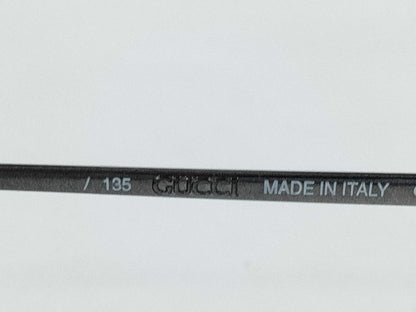 / 135 GUCCI MADE IN ITALY